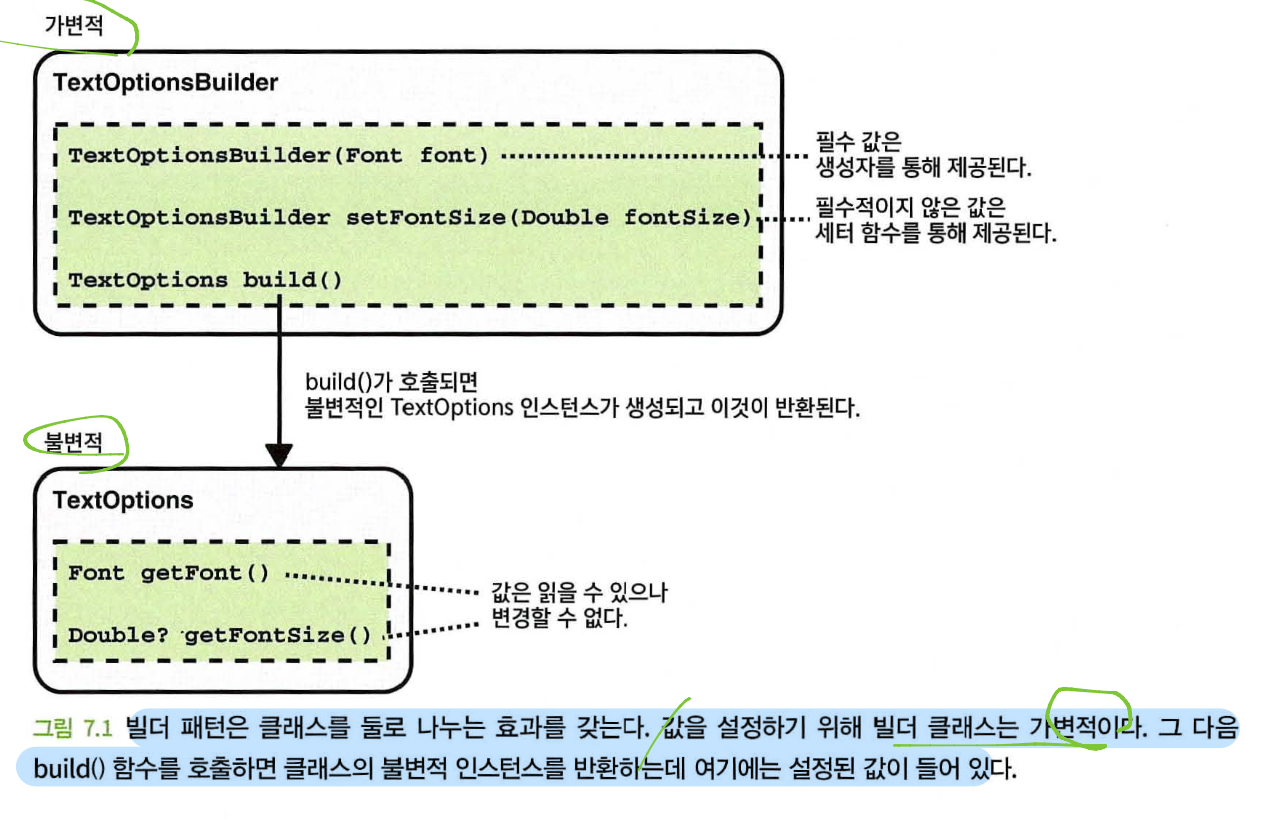 가변적
TextOptionsBuilder
TextOptionsBuilder(Font font)
필수 값은
생성자를 통해 제공된다.
TextOptionsBuilder setFontSize(Double fontSize)
필수적이지 않은 값은
세터 함수를 통해 제공된다.
TextOptions build()
build()가 호출되면
불변적인 TextOptions 인스턴스가 생성되고 이것이 반환된다.
불변적
TextOptions
Font getFont()
Double? getFontSize()
값은 읽을 수 있으나
변경할 수 없다.
그림 7.1 빌더 패턴은 클래스를 둘로 나누는 효과를 갖는다. 값을 설정하기 위해 빌더 클래스는 가변적이다. 그 다음
build() 함수를 호출하면 클래스의 불변적 인스턴스를 반환하는데 여기에는 설정된 값이 들어 있다.